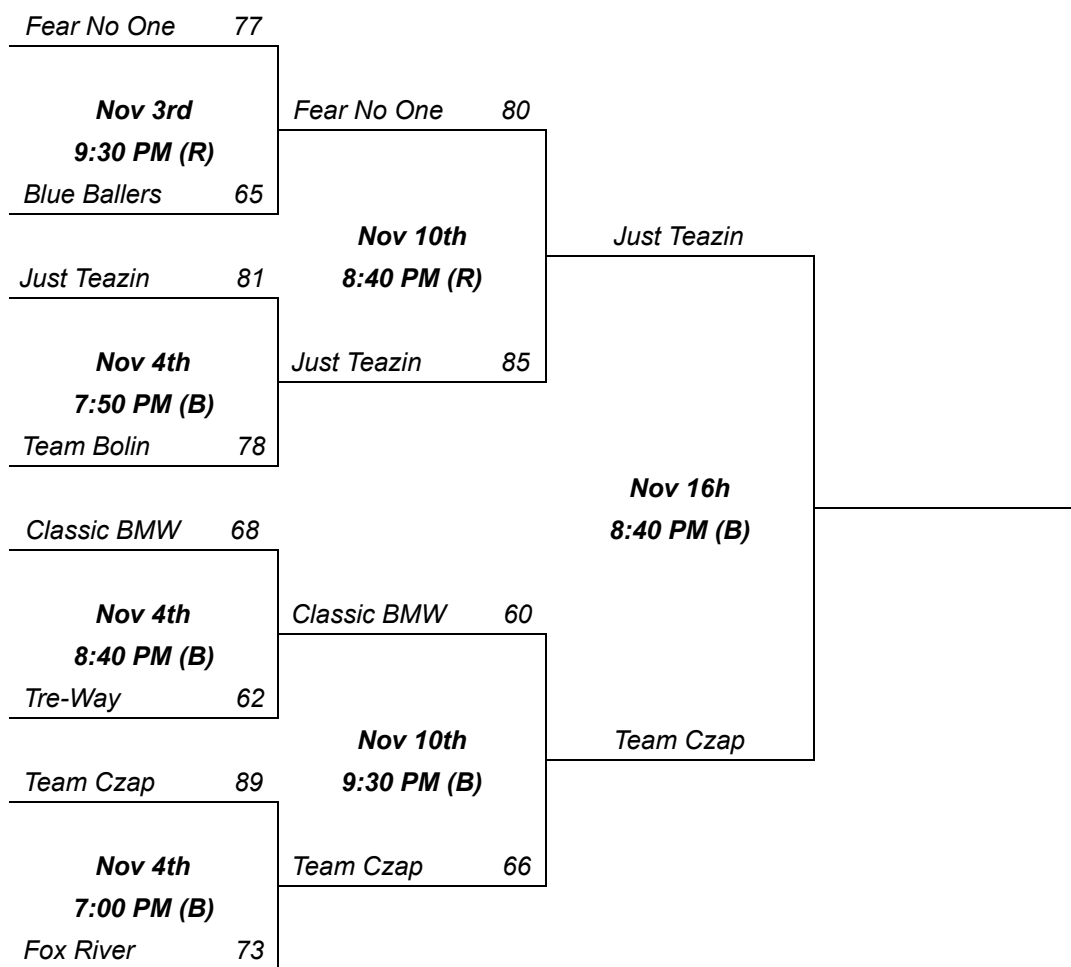 Fear No One 77
Nov 3rd
Fear No One 80
9:30 PM (R)
Blue Ballers 65
Nov 10th
Just Teazin
Just Teazin 81
8:40 PM (R)
Nov 4th
Just Teazin 85
7:50 PM (B)
Team Bolin 78
Nov 16h
Classic BMW 68
8:40 PM (B)
Nov 4th
Classic BMW 60
8:40 PM (B)
Tre-Way 62
Nov 10th
Team Czap
Team Czap 89
9:30 PM (B)
Nov 4th
Team Czap 66
7:00 PM (B)
Fox River 73